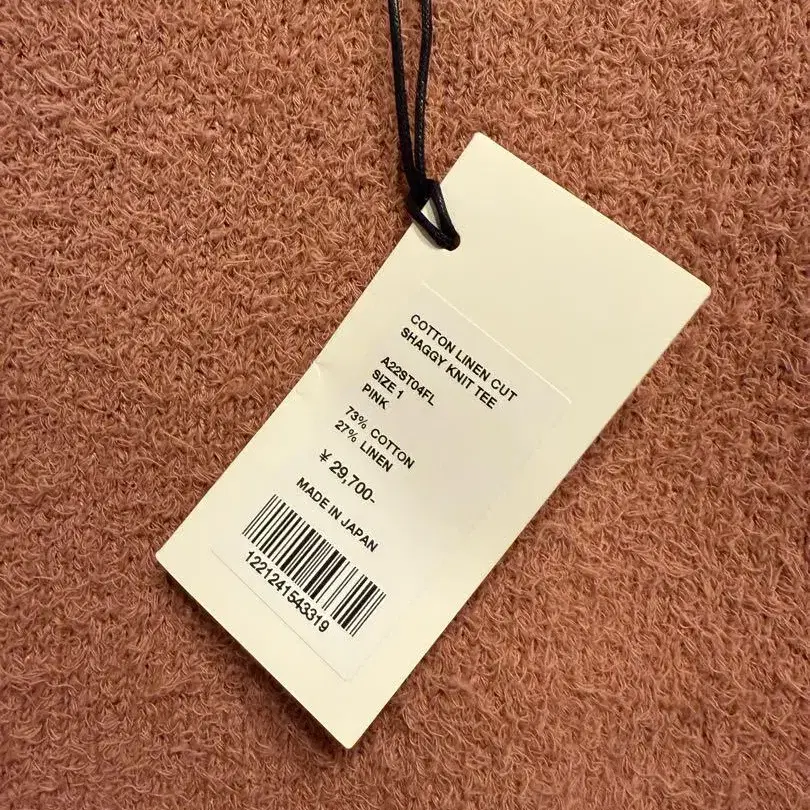 COTTON LINEN CUT
SHAGGY KNIT TEE
A22ST04FL
SIZE 1
PINK
73% COTTON
27% LINEN
¥ 29,700-
MADE IN JAPAN
1221241543319